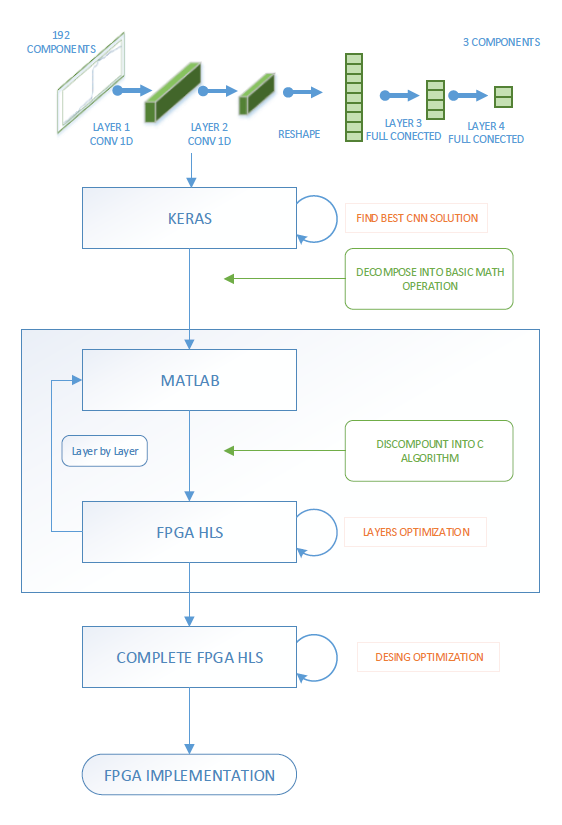 192
COMPONENTS
3 COMPONENTS
LAYER 1
CONV 1D
LAYER 2
CONV 1D
RESHAPE
LAYER 3
FULL CONECTED
LAYER 4
FULL CONECTED
KERAS
FIND BEST CNN SOLUTION
DECOMPOSE INTO BASIC MATH
OPERATION
MATLAB
Layer by Layer
DISCOMPOUNT INTO C
ALGORITHM
FPGA HLS
LAYERS OPTIMIZATION
COMPLETE FPGA HLS
DESING OPTIMIZATION
FPGA IMPLEMENTATION